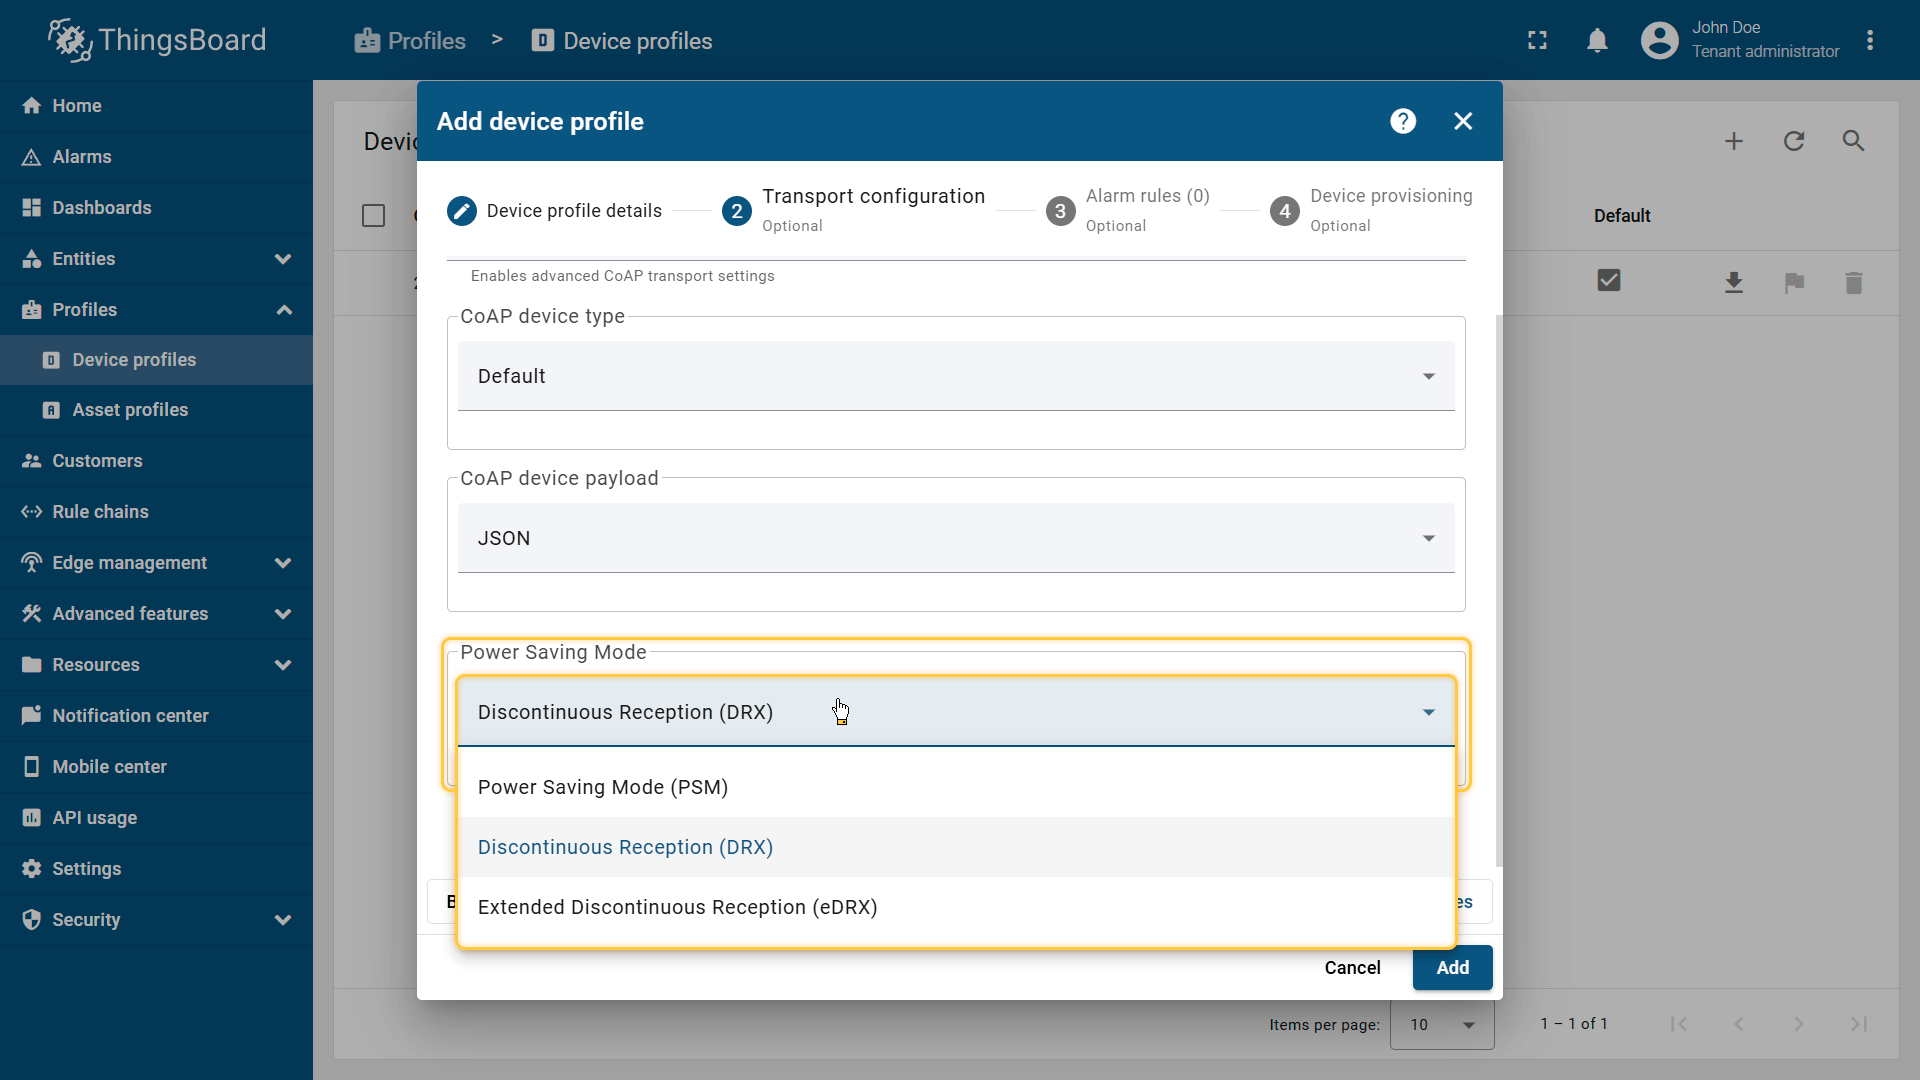 ThingsBoard
Profiles > Device profiles
John Doe
Tenant administrator
Home
Alarms
Dashboards
Entities
Profiles
Device profiles
Asset profiles
Customers
Rule chains
Edge management
Advanced features
Resources
Notification center
Mobile center
API usage
Settings
Security
Add device profile
Device profile details
2 Transport configuration
Optional
3 Alarm rules (0)
Optional
4 Device provisioning
Optional
Default
Enables advanced CoAP transport settings
CoAP device type
Default
CoAP device payload
JSON
Power Saving Mode
Discontinuous Reception (DRX)
Power Saving Mode (PSM)
Discontinuous Reception (DRX)
Extended Discontinuous Reception (eDRX)
Cancel
Add
Items per page: 10 1 – 1 of 1